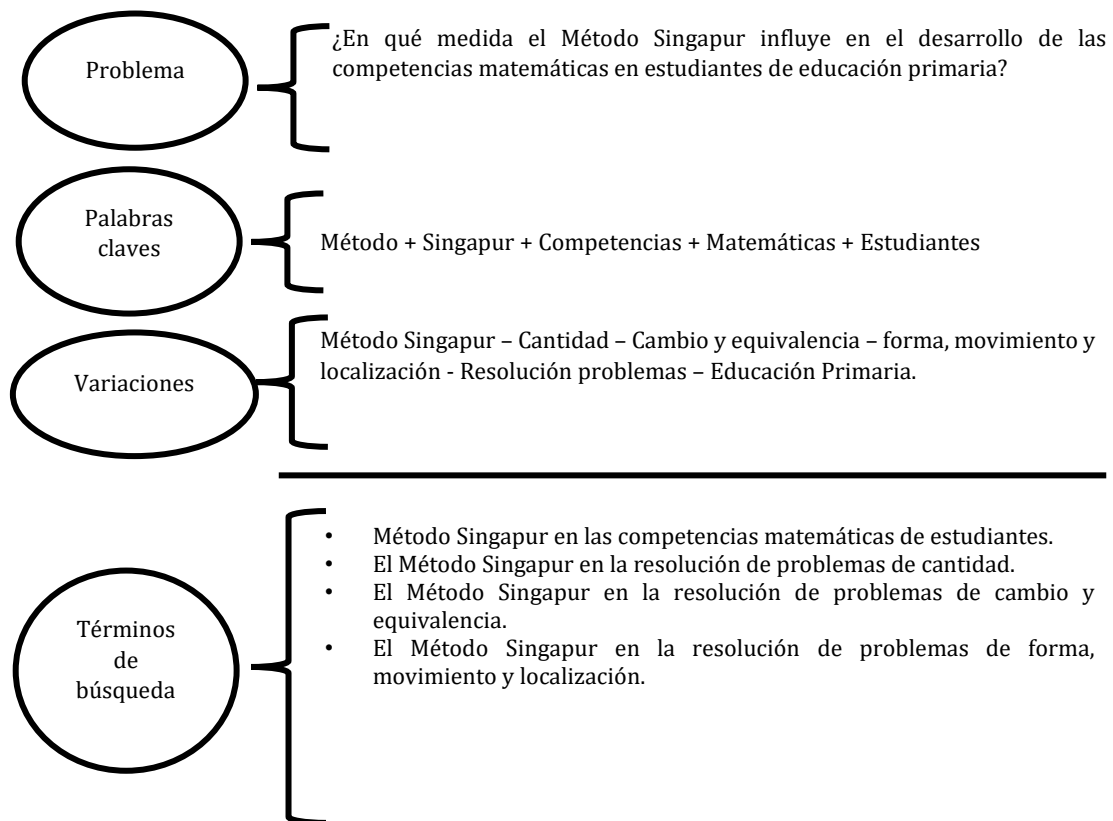 Problema
¿En qué medida el Método Singapur influye en el desarrollo de las
competencias matemáticas en estudiantes de educación primaria?
Palabras
claves
Método + Singapur + Competencias + Matemáticas + Estudiantes
Variaciones
Método Singapur – Cantidad – Cambio y equivalencia – forma, movimiento y
localización - Resolución problemas – Educación Primaria.
Términos
de
búsqueda
• Método Singapur en las competencias matemáticas de estudiantes.
• El Método Singapur en la resolución de problemas de cantidad.
• El Método Singapur en la resolución de problemas de cambio y
equivalencia.
• El Método Singapur en la resolución de problemas de forma,
movimiento y localización.